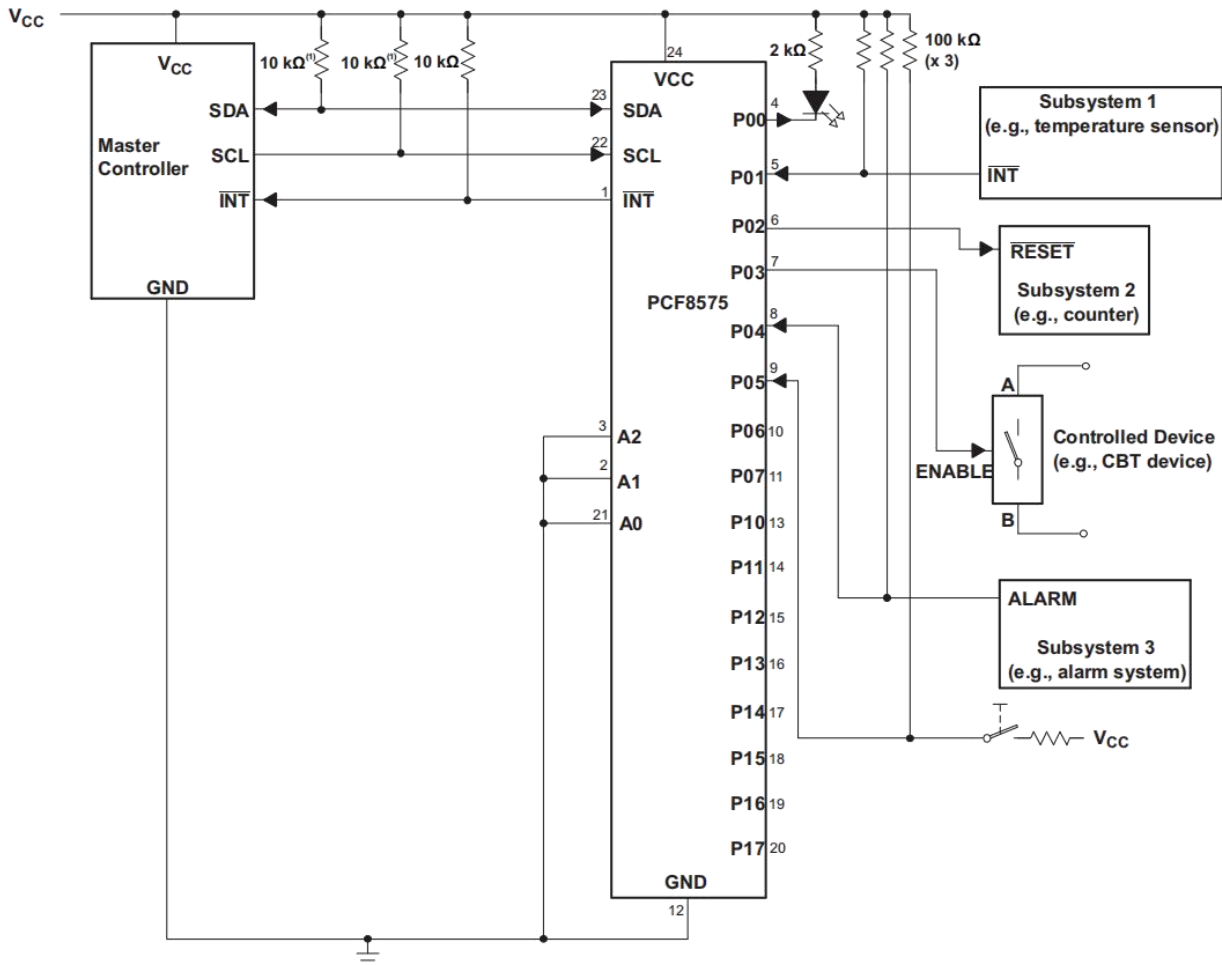 VCC
VCC
10 kΩ(1)
10 kΩ(1)
10 kΩ
24
VCC
2 kΩ
100 kΩ
(x 3)
Master
Controller
SDA
SCL
INT
GND
23
SDA
22
SCL
1
INT
3
A2
2
A1
21
A0
PCF8575
P00
4
P01
5
P02
6
P03
7
P04
8
P05
9
P06
10
P07
11
P10
13
P11
14
P12
15
P13
16
P14
17
P15
18
P16
19
P17
20
GND
12
Subsystem 1
(e.g., temperature sensor)
INT
RESET
Subsystem 2
(e.g., counter)
A
ENABLE
B
Controlled Device
(e.g., CBT device)
ALARM
Subsystem 3
(e.g., alarm system)
VCC